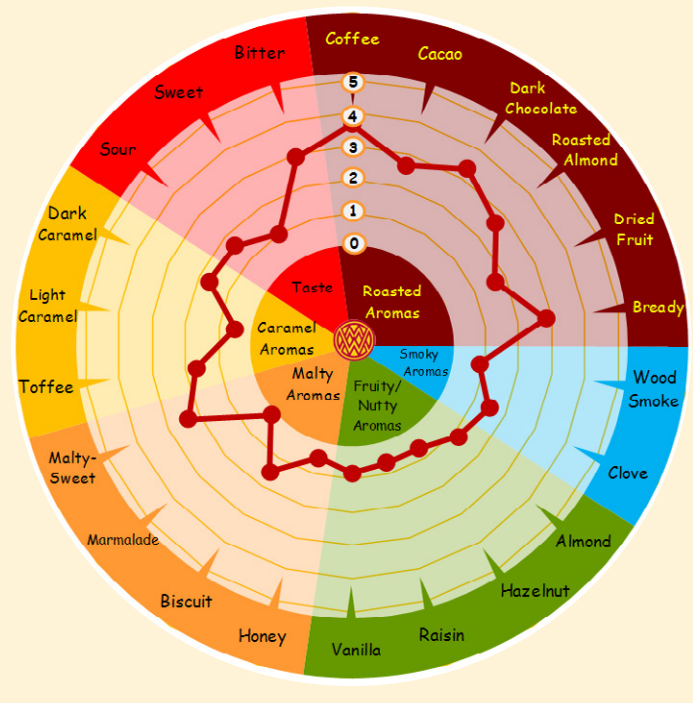 Coffee
Cacao
Dark
Chocolate
Roasted
Almond
Dried
Fruit
Bready
Wood
Smoke
Clove
Almond
Hazelnut
Raisin
Vanilla
Honey
Biscuit
Marmalade
Malty-
Sweet
Toffee
Light
Caramel
Dark
Caramel
Sour
Sweet
Bitter
5
4
3
2
1
0
Taste
Roasted
Aromas
Smoky
Aromas
Fruity/
Nutty
Aromas
Malty
Aromas
Caramel
Aromas